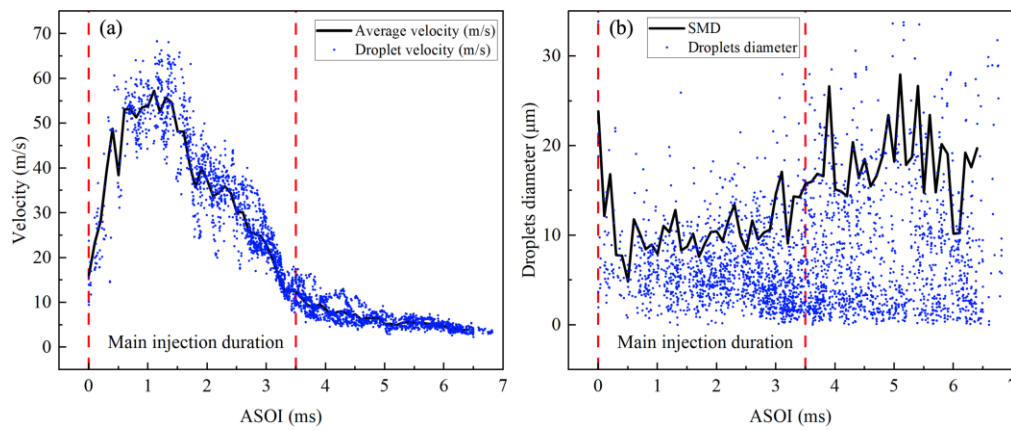 (a)
Average velocity (m/s)
Droplet velocity (m/s)
Velocity (m/s)
70
60
50
40
30
20
10
0
Main injection duration
0 1 2 3 4 5 6 7
ASOI (ms)
(b)
SMD
Droplets diameter
Droplets diameter (μm)
30
20
10
0
Main injection duration
0 1 2 3 4 5 6 7
ASOI (ms)